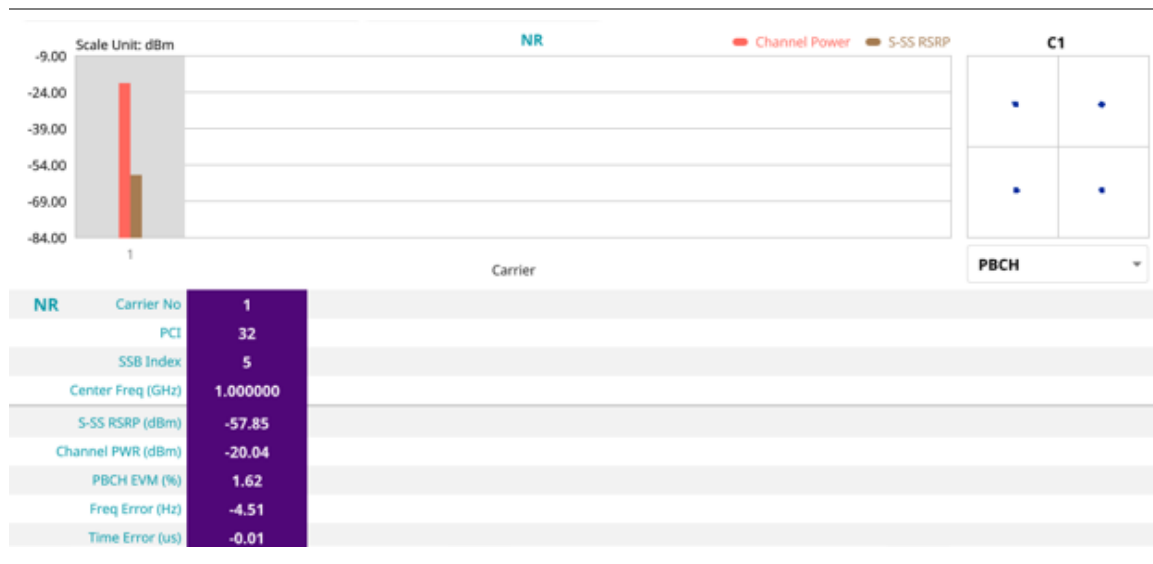 Scale Unit: dBm NR Channel Power S-SS RSRP C1
-9.00
-24.00
-39.00
-54.00
-69.00
-84.00
1
Carrier
PBCH
NR Carrier No 1
PCI 32
SSB Index 5
Center Freq (GHz) 1.000000
S-SS RSRP (dBm) -57.85
Channel PWR (dBm) -20.04
PBCH EVM (%) 1.62
Freq Error (Hz) -4.51
Time Error (us) -0.01